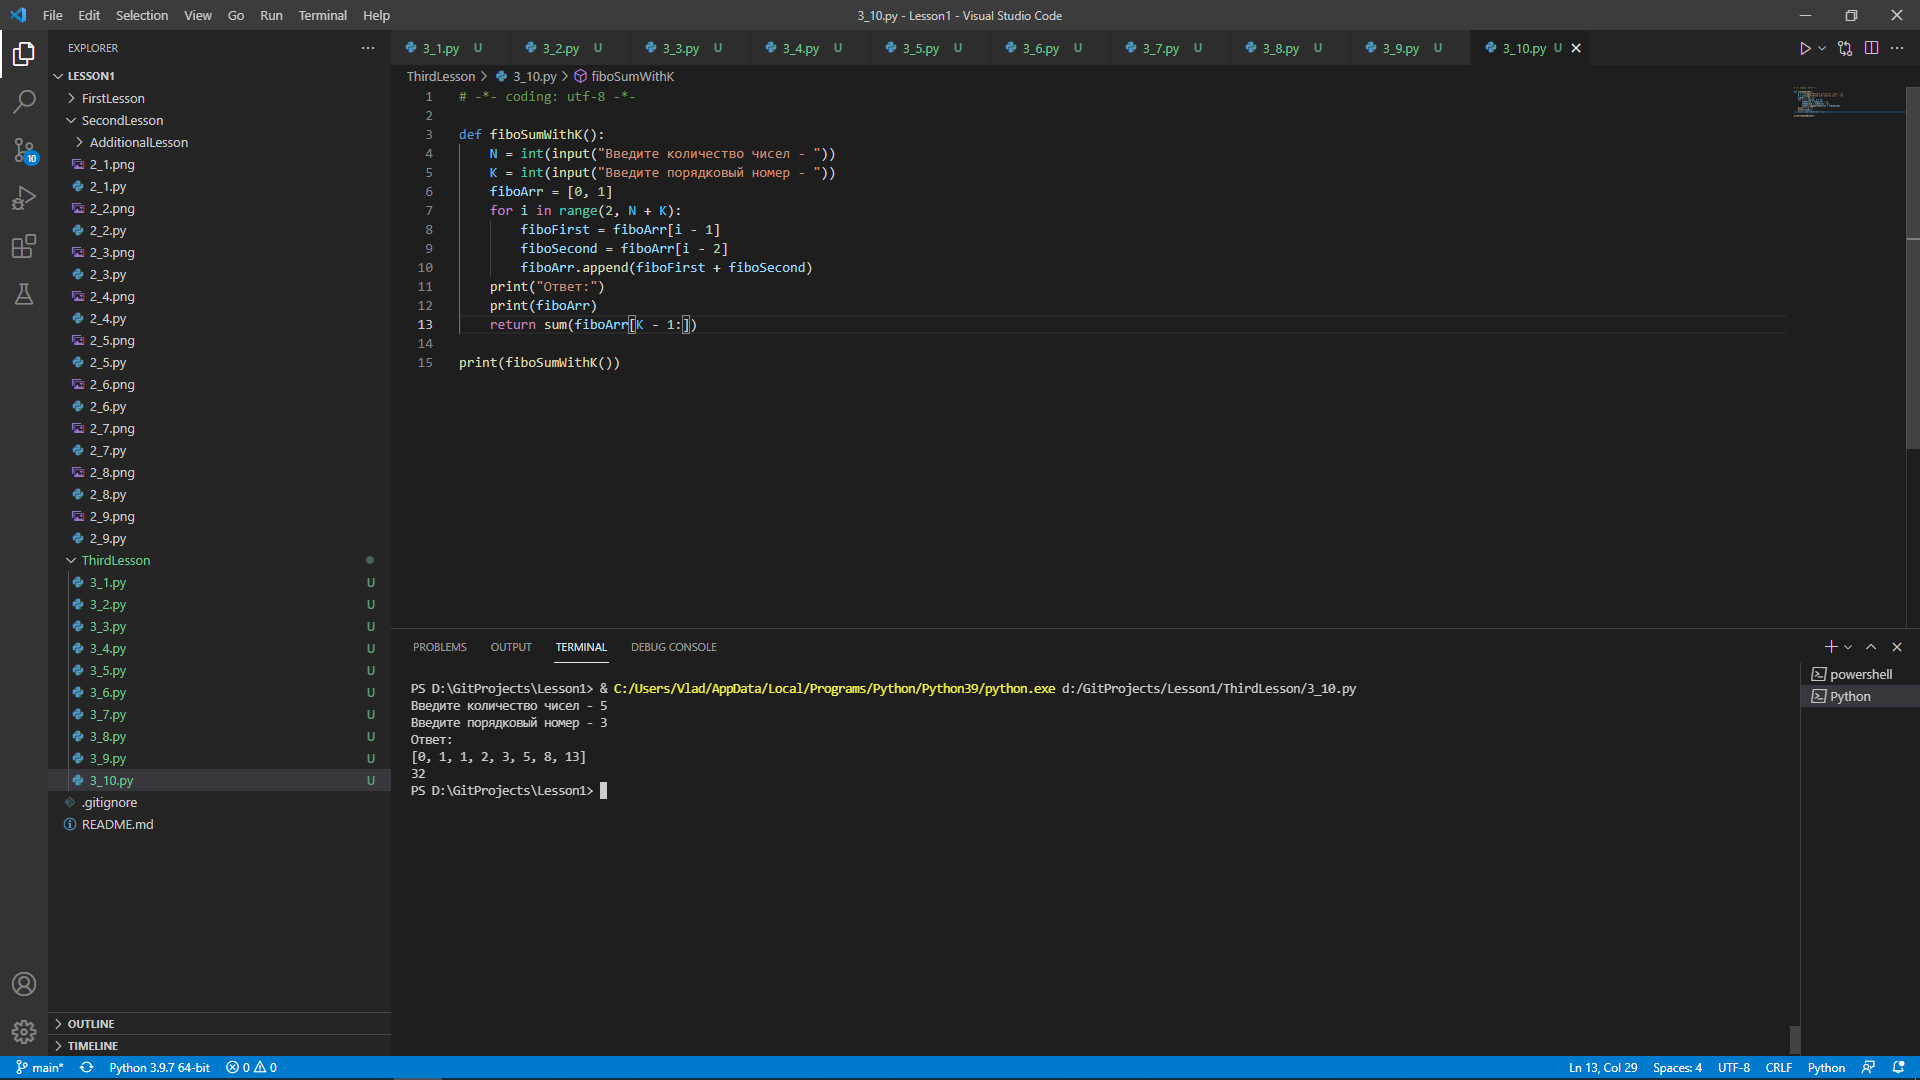 File Edit Selection View Go Run Terminal Help
3_10.py - Lesson1 - Visual Studio Code
EXPLORER
LESSON1
FirstLesson
SecondLesson
AdditionalLesson
2_1.png
2_1.py
2_2.png
2_2.py
2_3.png
2_3.py
2_4.png
2_4.py
2_5.png
2_5.py
2_6.png
2_6.py
2_7.png
2_7.py
2_8.png
2_8.py
2_9.png
2_9.py
ThirdLesson
3_1.py U
3_2.py U
3_3.py U
3_4.py U
3_5.py U
3_6.py U
3_7.py U
3_8.py U
3_9.py U
3_10.py U
.gitignore
README.md
OUTLINE
TIMELINE
10
3_1.py U 3_2.py U 3_3.py U 3_4.py U 3_5.py U 3_6.py U 3_7.py U 3_8.py U 3_9.py U 3_10.py U
ThirdLesson > 3_10.py > fiboSumWithK
1 # -*- coding: utf-8 -*-
2
3 def fiboSumWithK():
4 N = int(input("Введите количество чисел - "))
5 K = int(input("Введите порядковый номер - "))
6 fiboArr = [0, 1]
7 for i in range(2, N + K):
8 fiboFirst = fiboArr[i - 1]
9 fiboSecond = fiboArr[i - 2]
10 fiboArr.append(fiboFirst + fiboSecond)
11 print("Ответ:")
12 print(fiboArr)
13 return sum(fiboArr[K - 1:])
14
15 print(fiboSumWithK())
PROBLEMS OUTPUT TERMINAL DEBUG CONSOLE
PS D:\GitProjects\Lesson1> & C:/Users/Vlad/AppData/Local/Programs/Python/Python39/python.exe d:/GitProjects/Lesson1/ThirdLesson/3_10.py
Введите количество чисел - 5
Введите порядковый номер - 3
Ответ:
[0, 1, 1, 2, 3, 5, 8, 13]
32
PS D:\GitProjects\Lesson1>
powershell
Python
main* Python 3.9.7 64-bit 0 0 Ln 13, Col 29 Spaces: 4 UTF-8 CRLF Python